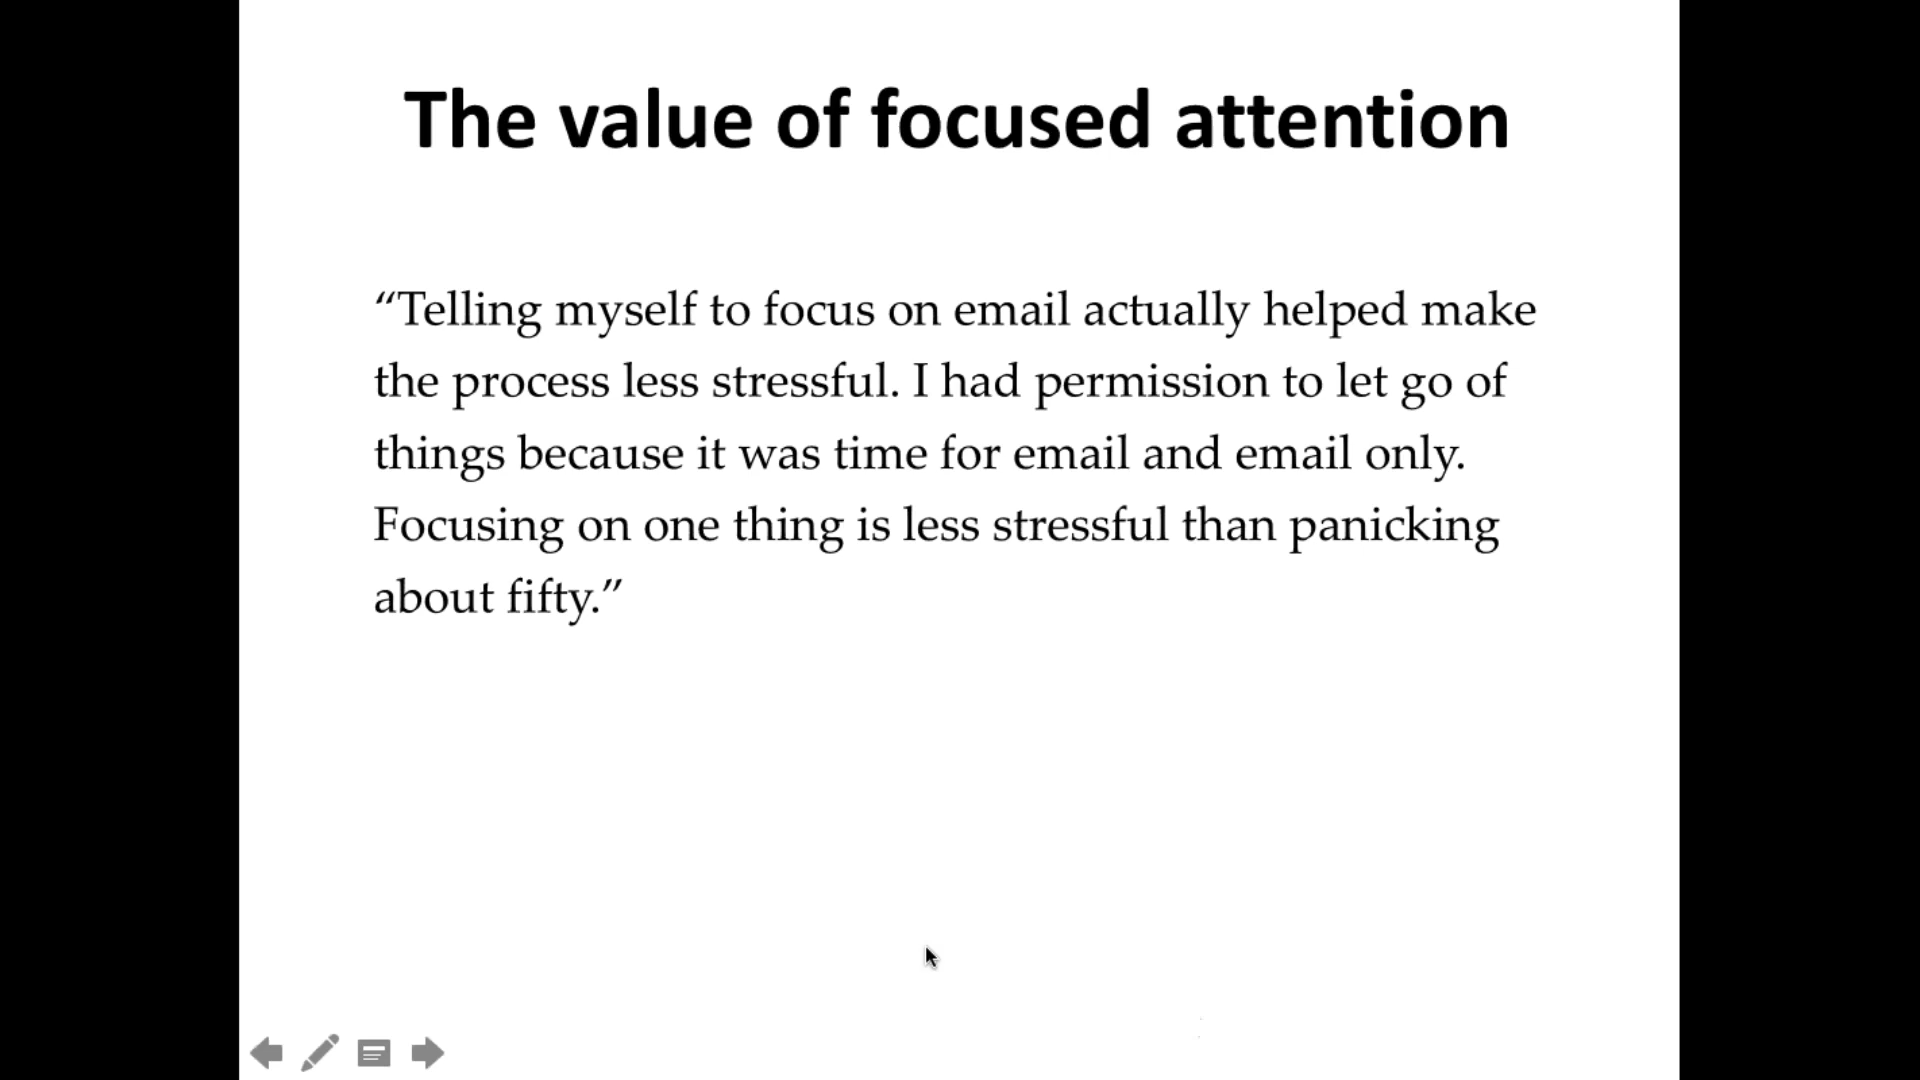 The value of focused attention
“Telling myself to focus on email actually helped make
the process less stressful. I had permission to let go of
things because it was time for email and email only.
Focusing on one thing is less stressful than panicking
about fifty.”